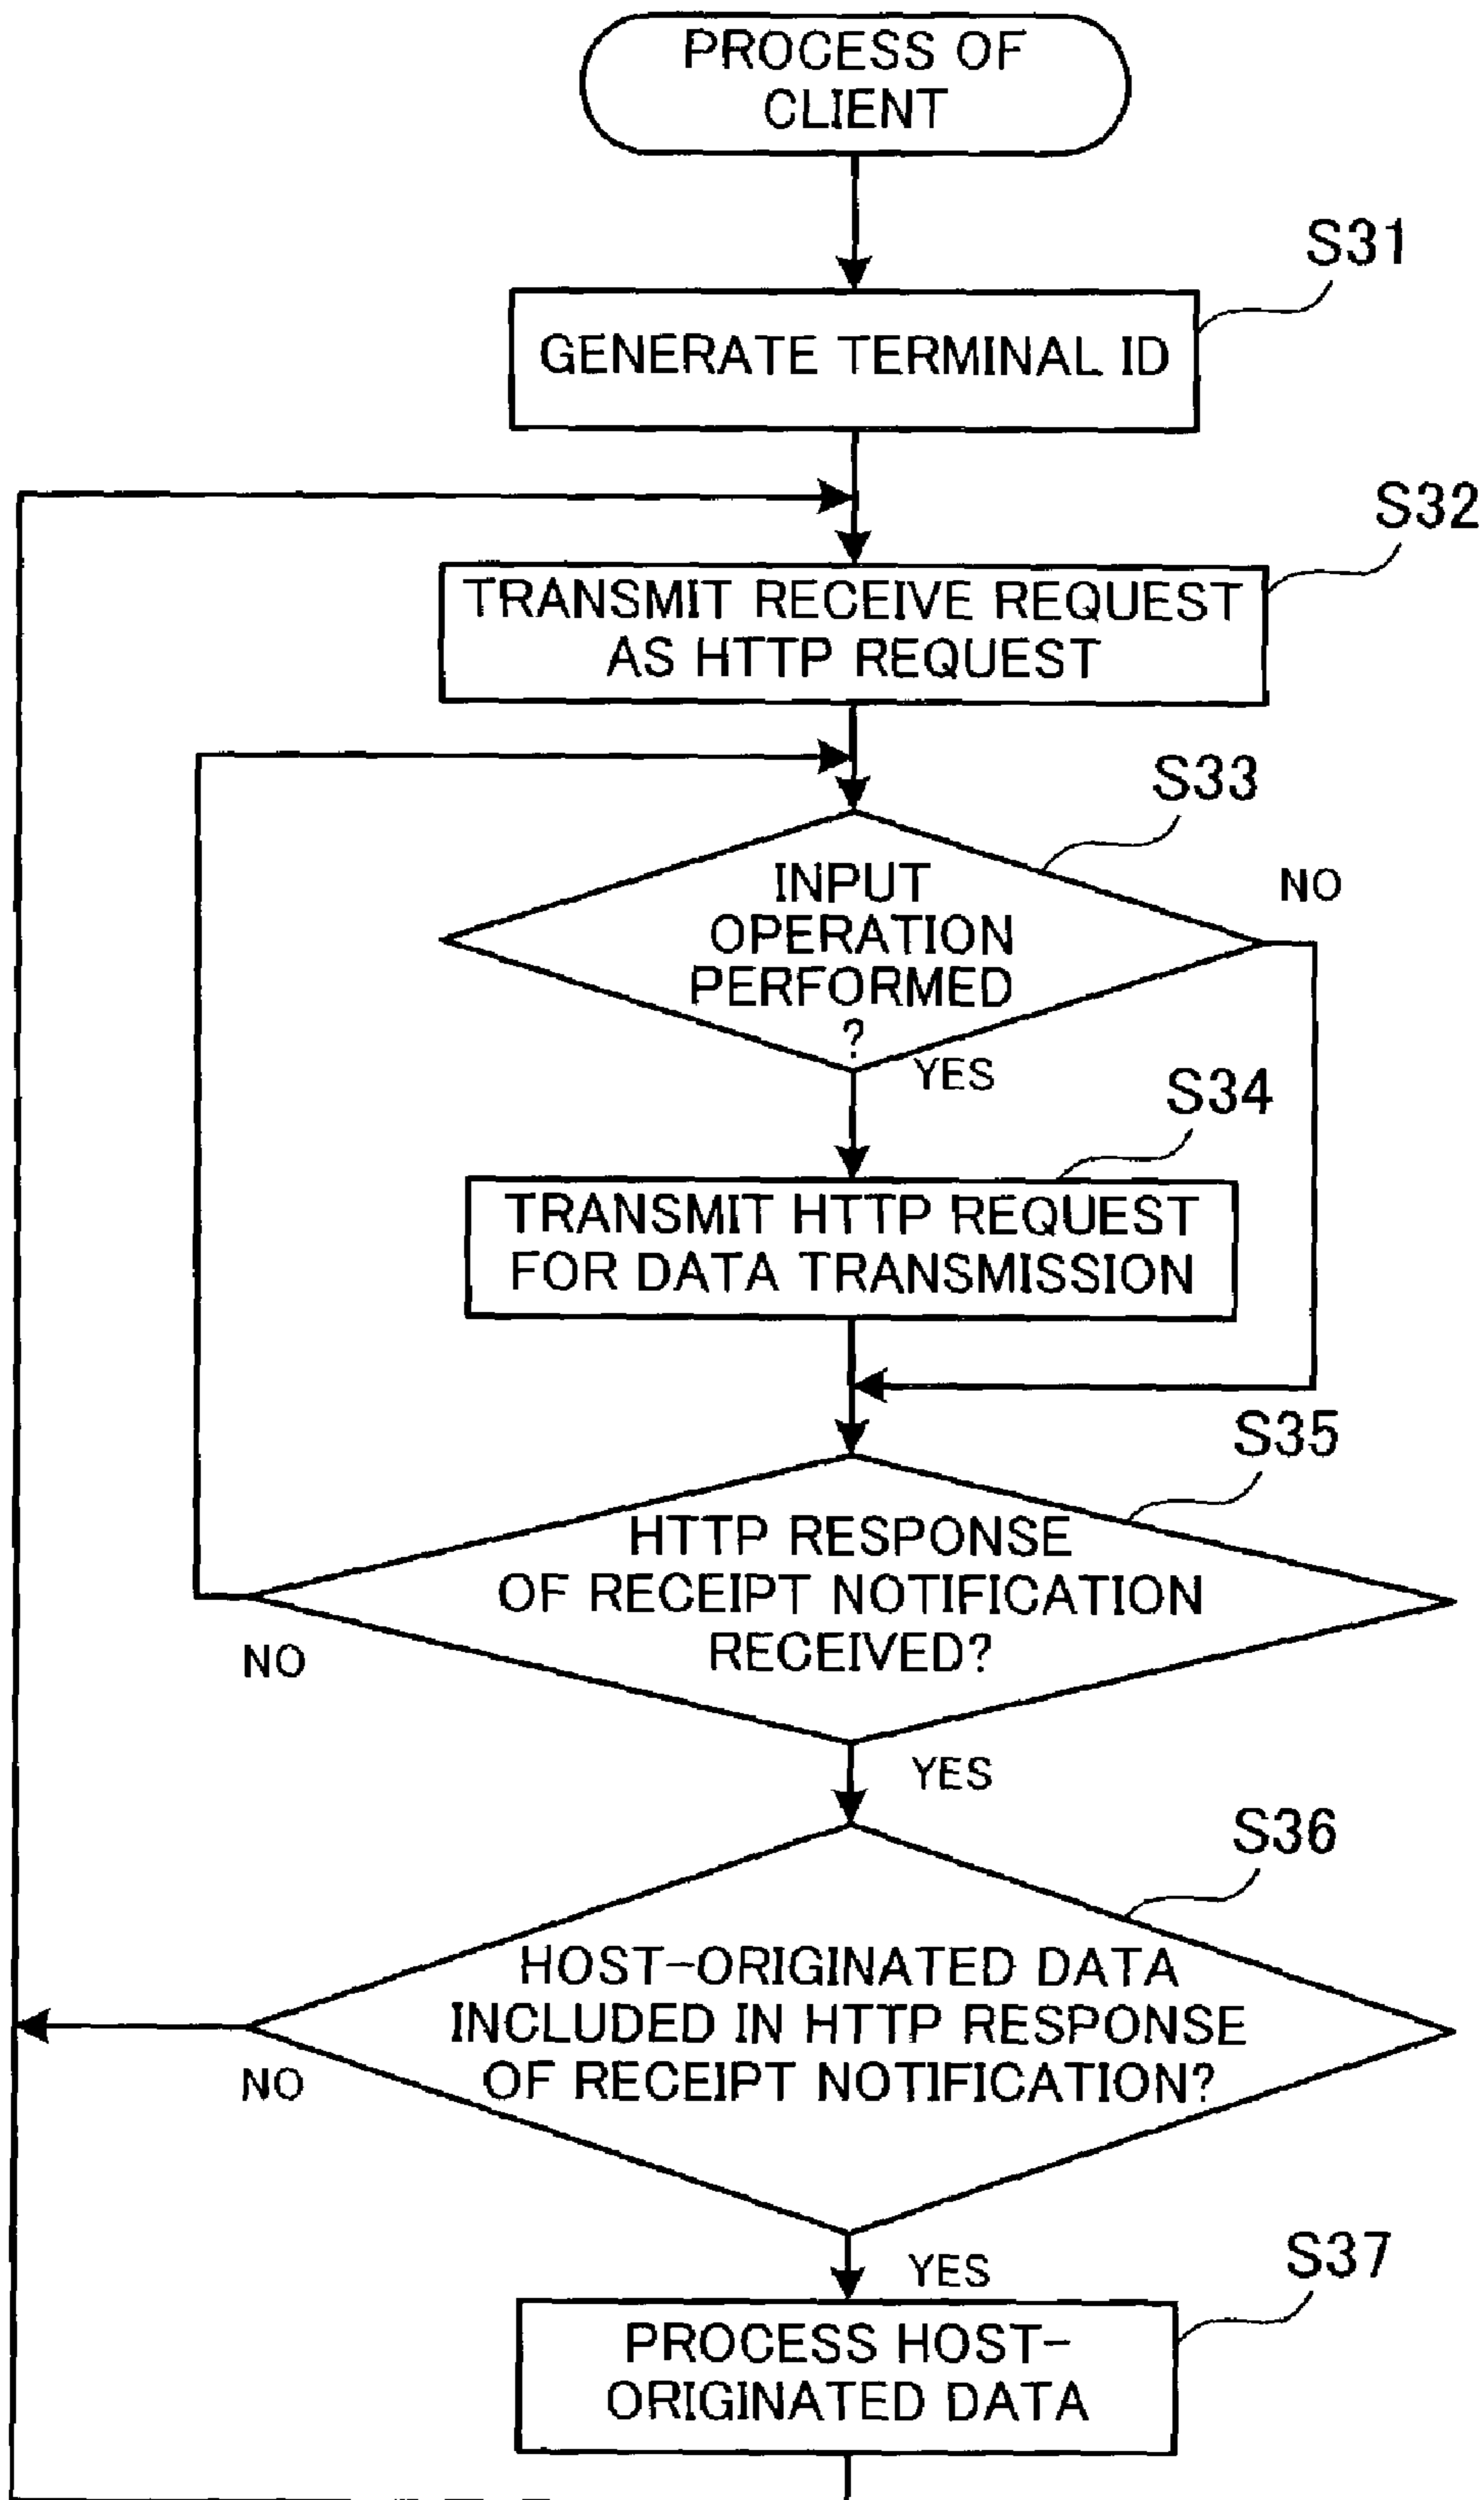 PROCESS OF
CLIENT
S31
GENERATE TERMINAL ID
S32
TRANSMIT RECEIVE REQUEST
AS HTTP REQUEST
S33
INPUT
OPERATION
PERFORMED
?
NO
YES
S34
TRANSMIT HTTP REQUEST
FOR DATA TRANSMISSION
S35
HTTP RESPONSE
OF RECEIPT NOTIFICATION
RECEIVED?
NO
YES
S36
HOST-ORIGINATED DATA
INCLUDED IN HTTP RESPONSE
OF RECEIPT NOTIFICATION?
NO
YES
S37
PROCESS HOST-
ORIGINATED DATA